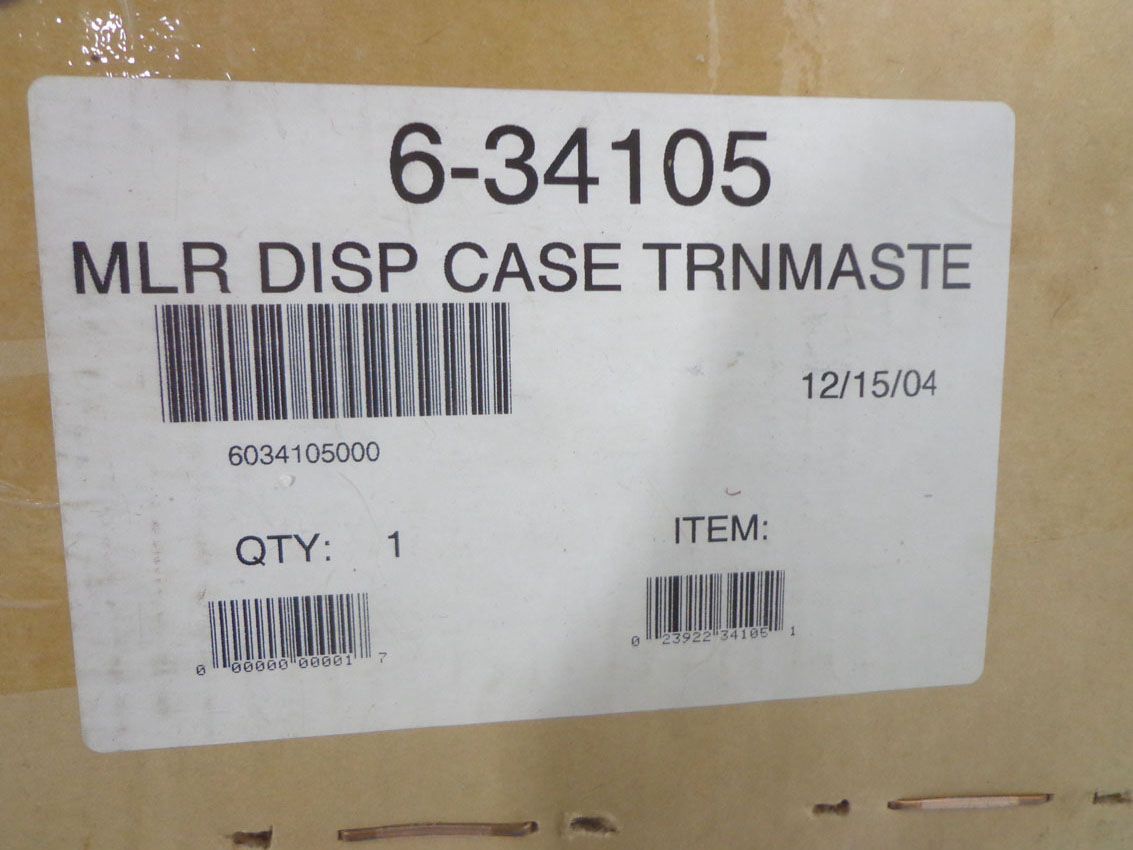 6-34105
MLR DISP CASE TRNMASTE
12/15/04
6034105000
QTY: 1
ITEM:
0 00000 00001 7
0 23922 34105 1